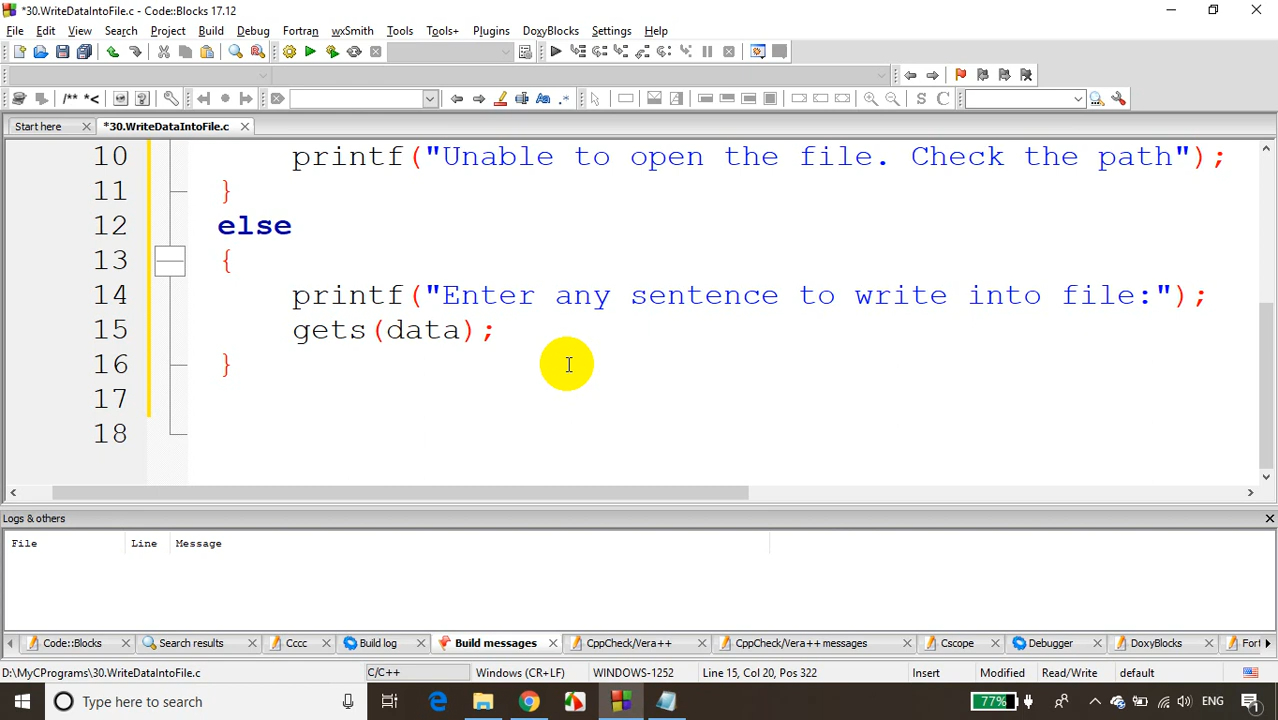 *30.WriteDataIntoFile.c - Code::Blocks 17.12
File Edit View Search Project Build Debug Fortran wxSmith Tools Tools+ Plugins DoxyBlocks Settings Help
/** *<
S C
Start here *30.WriteDataIntoFile.c
10 printf("Unable to open the file. Check the path");
11 }
12 else
13 {
14 printf("Enter any sentence to write into file:");
15 gets(data);
16 }
17
18
Logs & others
File Line Message
Code::Blocks Search results Cccc Build log Build messages CppCheck/Vera++ CppCheck/Vera++ messages Cscope Debugger DoxyBlocks Fort
D:\MyCPrograms\30.WriteDataIntoFile.c C/C++ Windows (CR+LF) WINDOWS-1252 Line 15, Col 20, Pos 322 Insert Modified Read/Write default
Type here to search 77% ENG 1